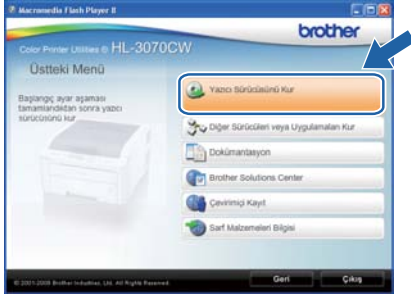 Macromedia Flash Player 8
brother
Color Printer Utilities © HL-3070CW
Üstteki Menü
Başlangıç ayar aşaması
tamamlandıktan sonra yazıcı
sürücüsünü kur
Yazıcı Sürücüsünü Kur
Diğer Sürücüleri veya Uygulamaları Kur
Dokümantasyon
Brother Solutions Center
Çevirimiçi Kayıt
Sarf Malzemeleri Bilgisi
© 2001-2008 Brother Industries, Ltd. All Rights Reserved.
Geri
Çıkış